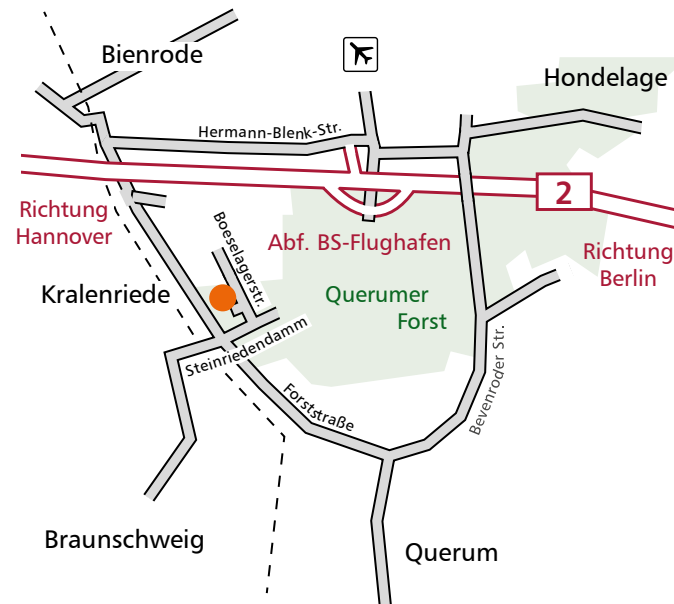 Bienrode
Hondelage
Hermann-Blenk-Str.
2
Richtung
Hannover
Boeselagerstr.
Abf. BS-Flughafen
Richtung
Berlin
Kralenriede
Querumer
Forst
Steinriedendamm
Forststraße
Bevenroder Str.
Braunschweig
Querum